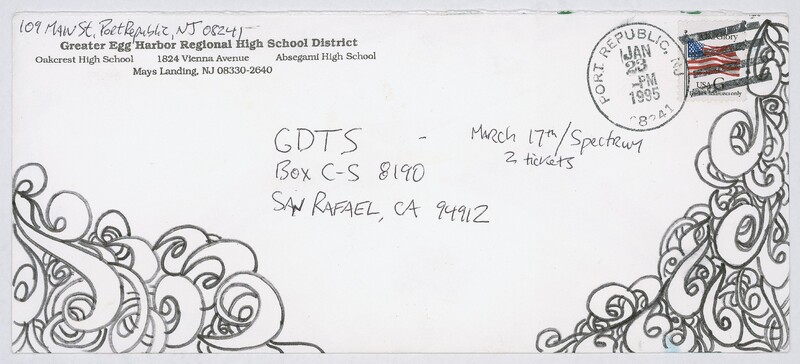 109 Main St, Port Republic, NJ 08241
Greater Egg Harbor Regional High School District
Oakcrest High School 1824 Vienna Avenue Absegami High School
Mays Landing, NJ 08330-2640
PORT REPUBLIC, NJ
JAN
23
PM
1995
08241
Glory
USA G
GDTS - March 17th/Spectrum
2 tickets
Box C-S 8190
SAN RAFAEL, CA 94912